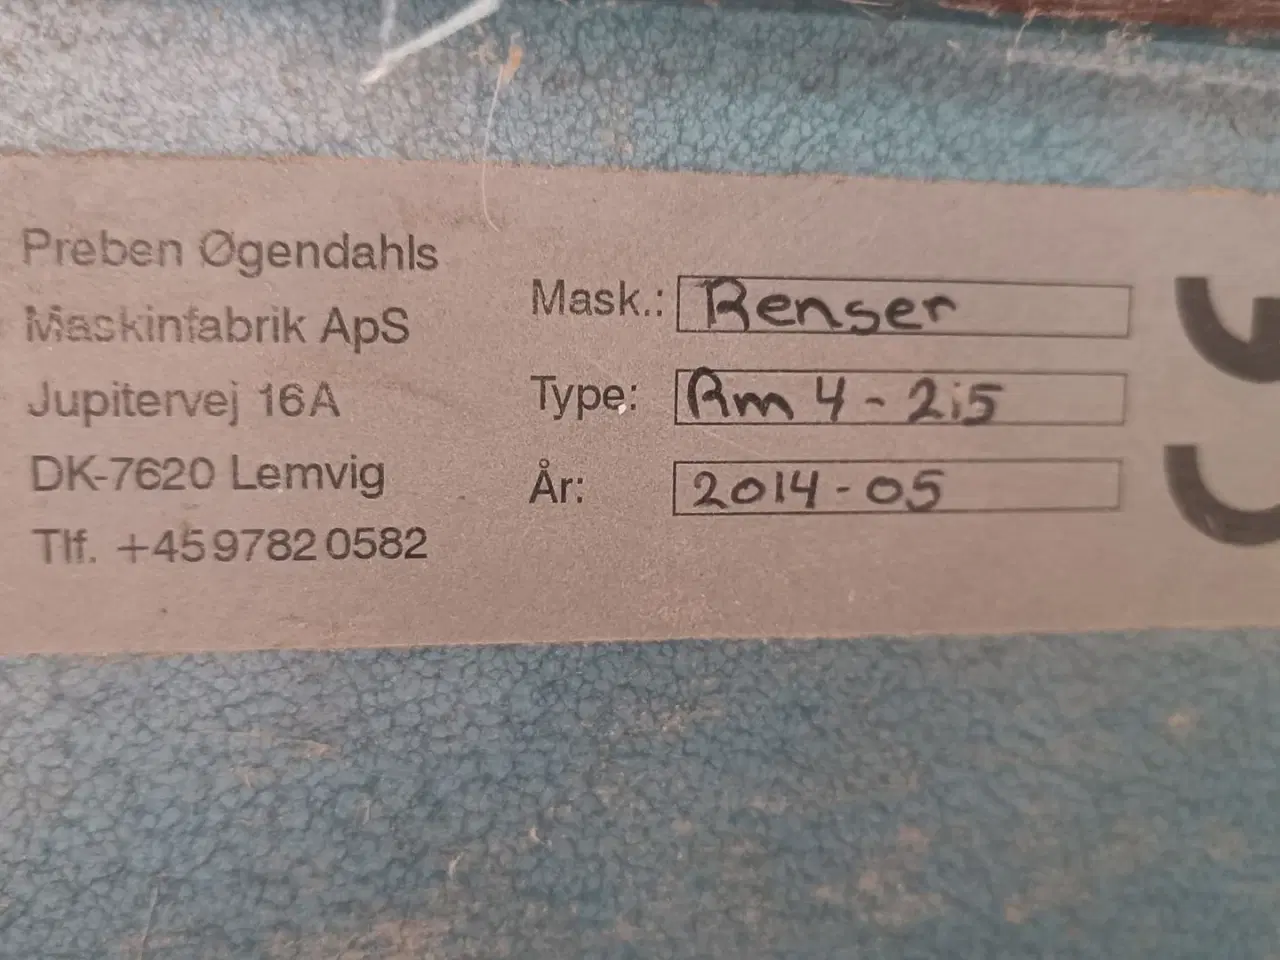 Preben Øgendahls
Maskinfabrik ApS
Jupitervej 16A
DK-7620 Lemvig
Tlf. +45 9782 0582
Mask.: Renser
Type: Rm 4 - 2i5
År: 2014-05
CE